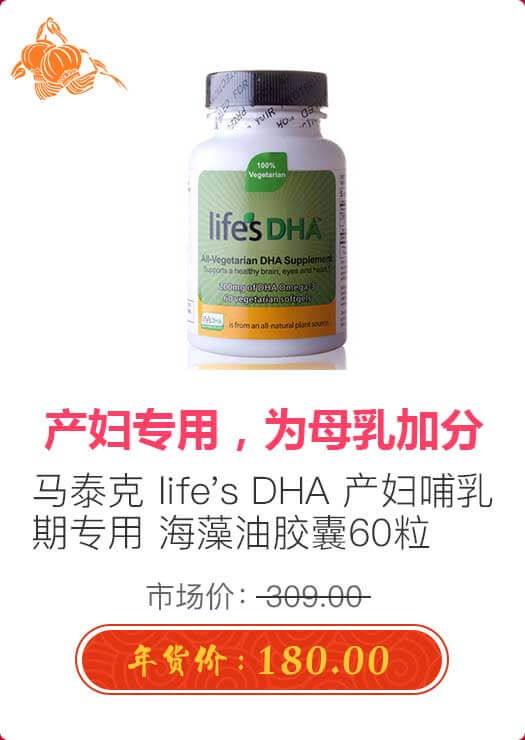 100%
Vegetarian
life's DHA™
All-Vegetarian DHA Supplement
Supports a healthy brain, eyes and heart.
200mg of DHA Omega-3
60 vegetarian softgels
life's DHA
is from an all-natural plant source.
产妇专用，为母乳加分
马泰克 life’s DHA 产妇哺乳
期专用 海藻油胶囊60粒
市场价：309.00
年货价：180.00